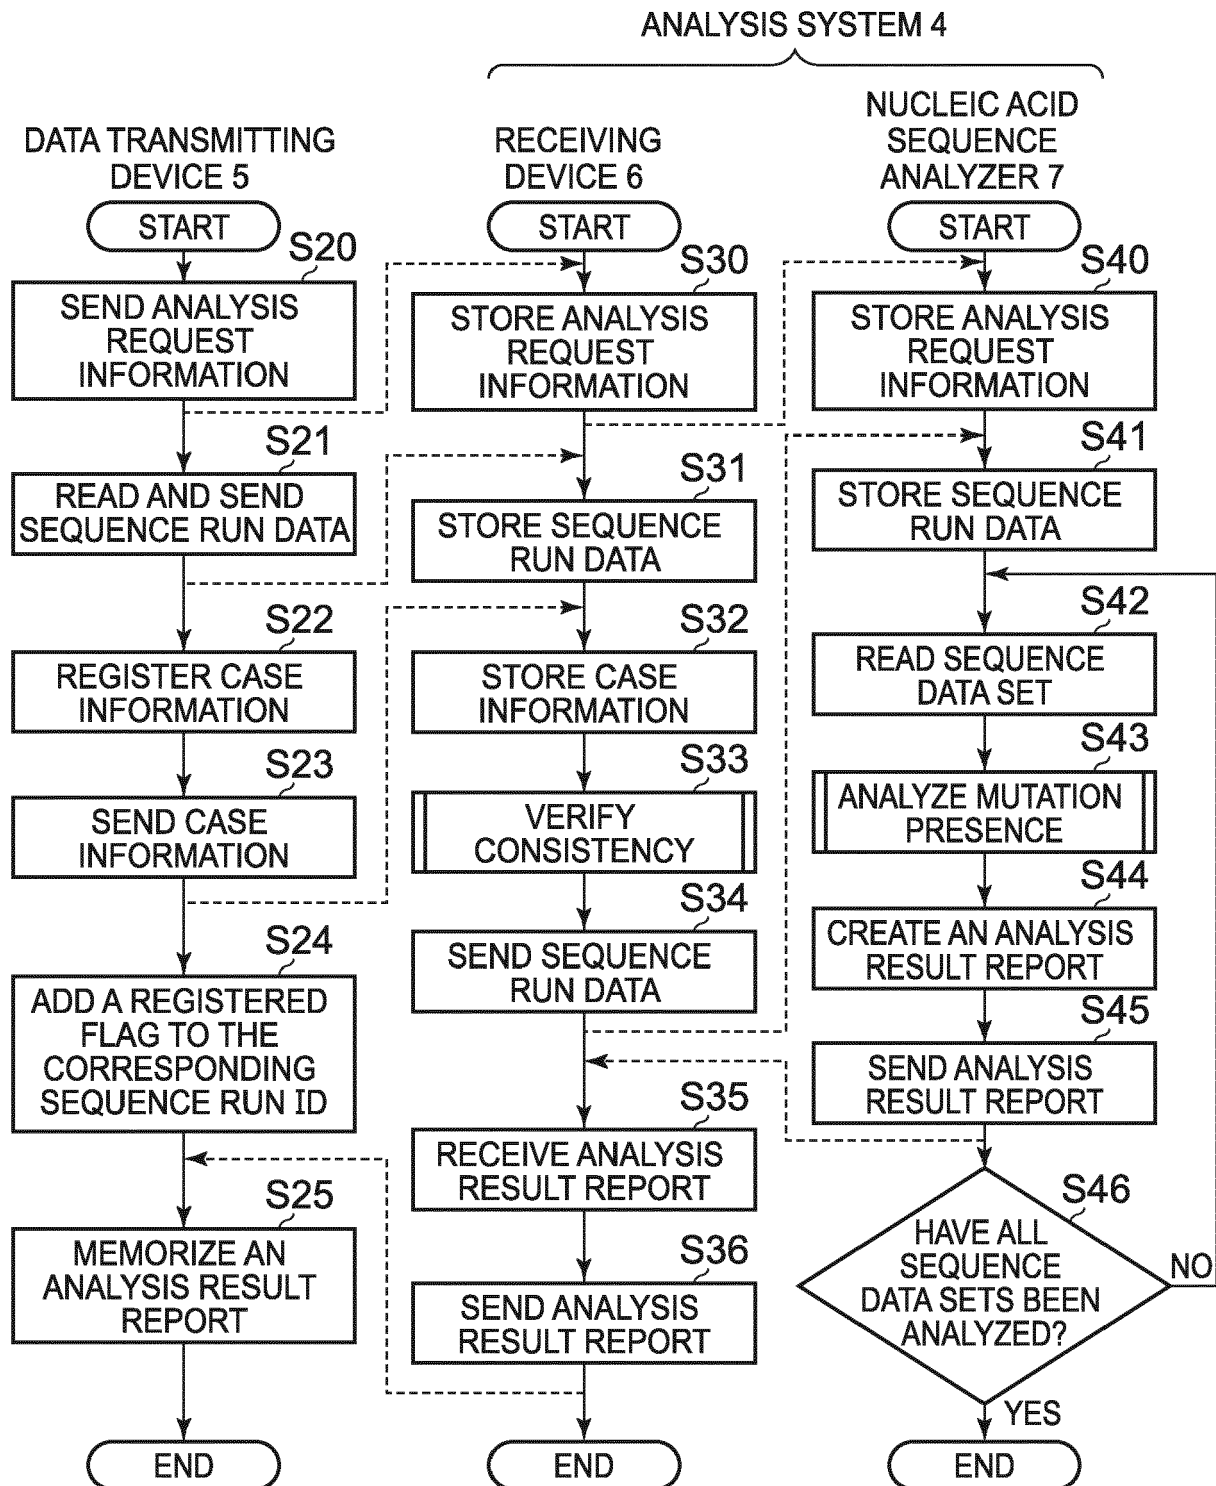 ANALYSIS SYSTEM 4
DATA TRANSMITTING
DEVICE 5
START
S20
SEND ANALYSIS
REQUEST
INFORMATION
S21
READ AND SEND
SEQUENCE RUN DATA
S22
REGISTER CASE
INFORMATION
S23
SEND CASE
INFORMATION
S24
ADD A REGISTERED
FLAG TO THE
CORRESPONDING
SEQUENCE RUN ID
S25
MEMORIZE AN
ANALYSIS RESULT
REPORT
END
RECEIVING
DEVICE 6
START
S30
STORE ANALYSIS
REQUEST
INFORMATION
S31
STORE SEQUENCE
RUN DATA
S32
STORE CASE
INFORMATION
S33
VERIFY
CONSISTENCY
S34
SEND SEQUENCE
RUN DATA
S35
RECEIVE ANALYSIS
RESULT REPORT
S36
SEND ANALYSIS
RESULT REPORT
END
NUCLEIC ACID
SEQUENCE
ANALYZER 7
START
S40
STORE ANALYSIS
REQUEST
INFORMATION
S41
STORE SEQUENCE
RUN DATA
S42
READ SEQUENCE
DATA SET
S43
ANALYZE MUTATION
PRESENCE
S44
CREATE AN ANALYSIS
RESULT REPORT
S45
SEND ANALYSIS
RESULT REPORT
S46
HAVE ALL
SEQUENCE
DATA SETS BEEN
ANALYZED?
NO
YES
END